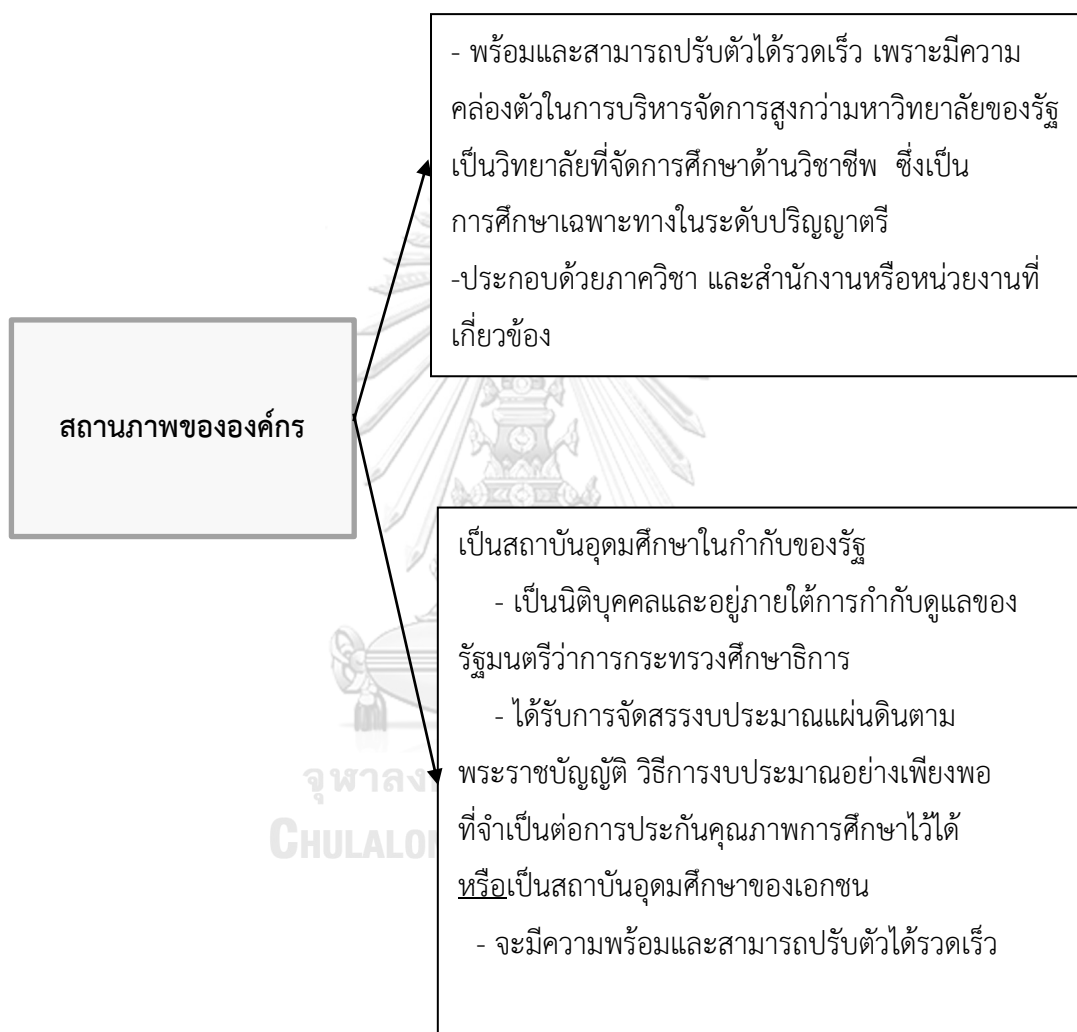 - พร้อมและสามารถปรับตัวได้รวดเร็ว เพราะมีความ
คล่องตัวในการบริหารจัดการสูงกว่ามหาวิทยาลัยของรัฐ
เป็นวิทยาลัยที่จัดการศึกษาด้านวิชาชีพ ซึ่งเป็น
การศึกษาเฉพาะทางในระดับปริญญาตรี
-ประกอบด้วยภาควิชา และสำนักงานหรือหน่วยงานที่
เกี่ยวข้อง
สถานภาพขององค์กร
เป็นสถาบันอุดมศึกษาในกำกับของรัฐ
- เป็นนิติบุคคลและอยู่ภายใต้การกำกับดูแลของ
รัฐมนตรีว่าการกระทรวงศึกษาธิการ
- ได้รับการจัดสรรงบประมาณแผ่นดินตาม
พระราชบัญญัติ วิธีการงบประมาณอย่างเพียงพอ
ที่จำเป็นต่อการประกันคุณภาพการศึกษาไว้ได้
หรือเป็นสถาบันอุดมศึกษาของเอกชน
- จะมีความพร้อมและสามารถปรับตัวได้รวดเร็ว